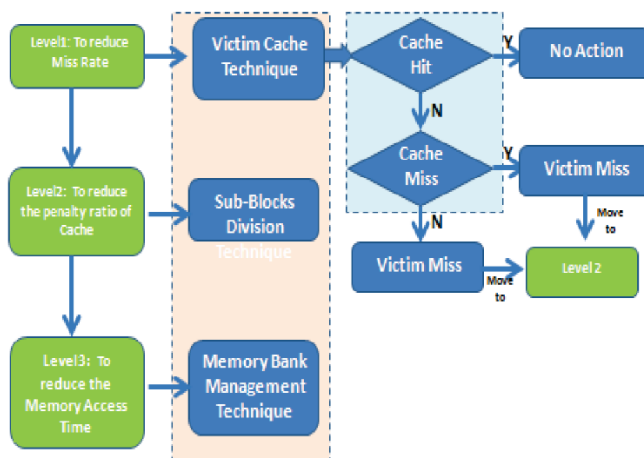 Level1: To reduce
Miss Rate
Victim Cache
Technique
Cache
Hit
Y
No Action
N
Level2: To reduce
the penalty ratio of
Cache
Sub-Blocks
Division
Technique
Cache
Miss
Y
Victim Miss
N
Move
to
Victim Miss
Move
to
Level 2
Level3: To
reduce the
Memory Access
Time
Memory Bank
Management
Technique